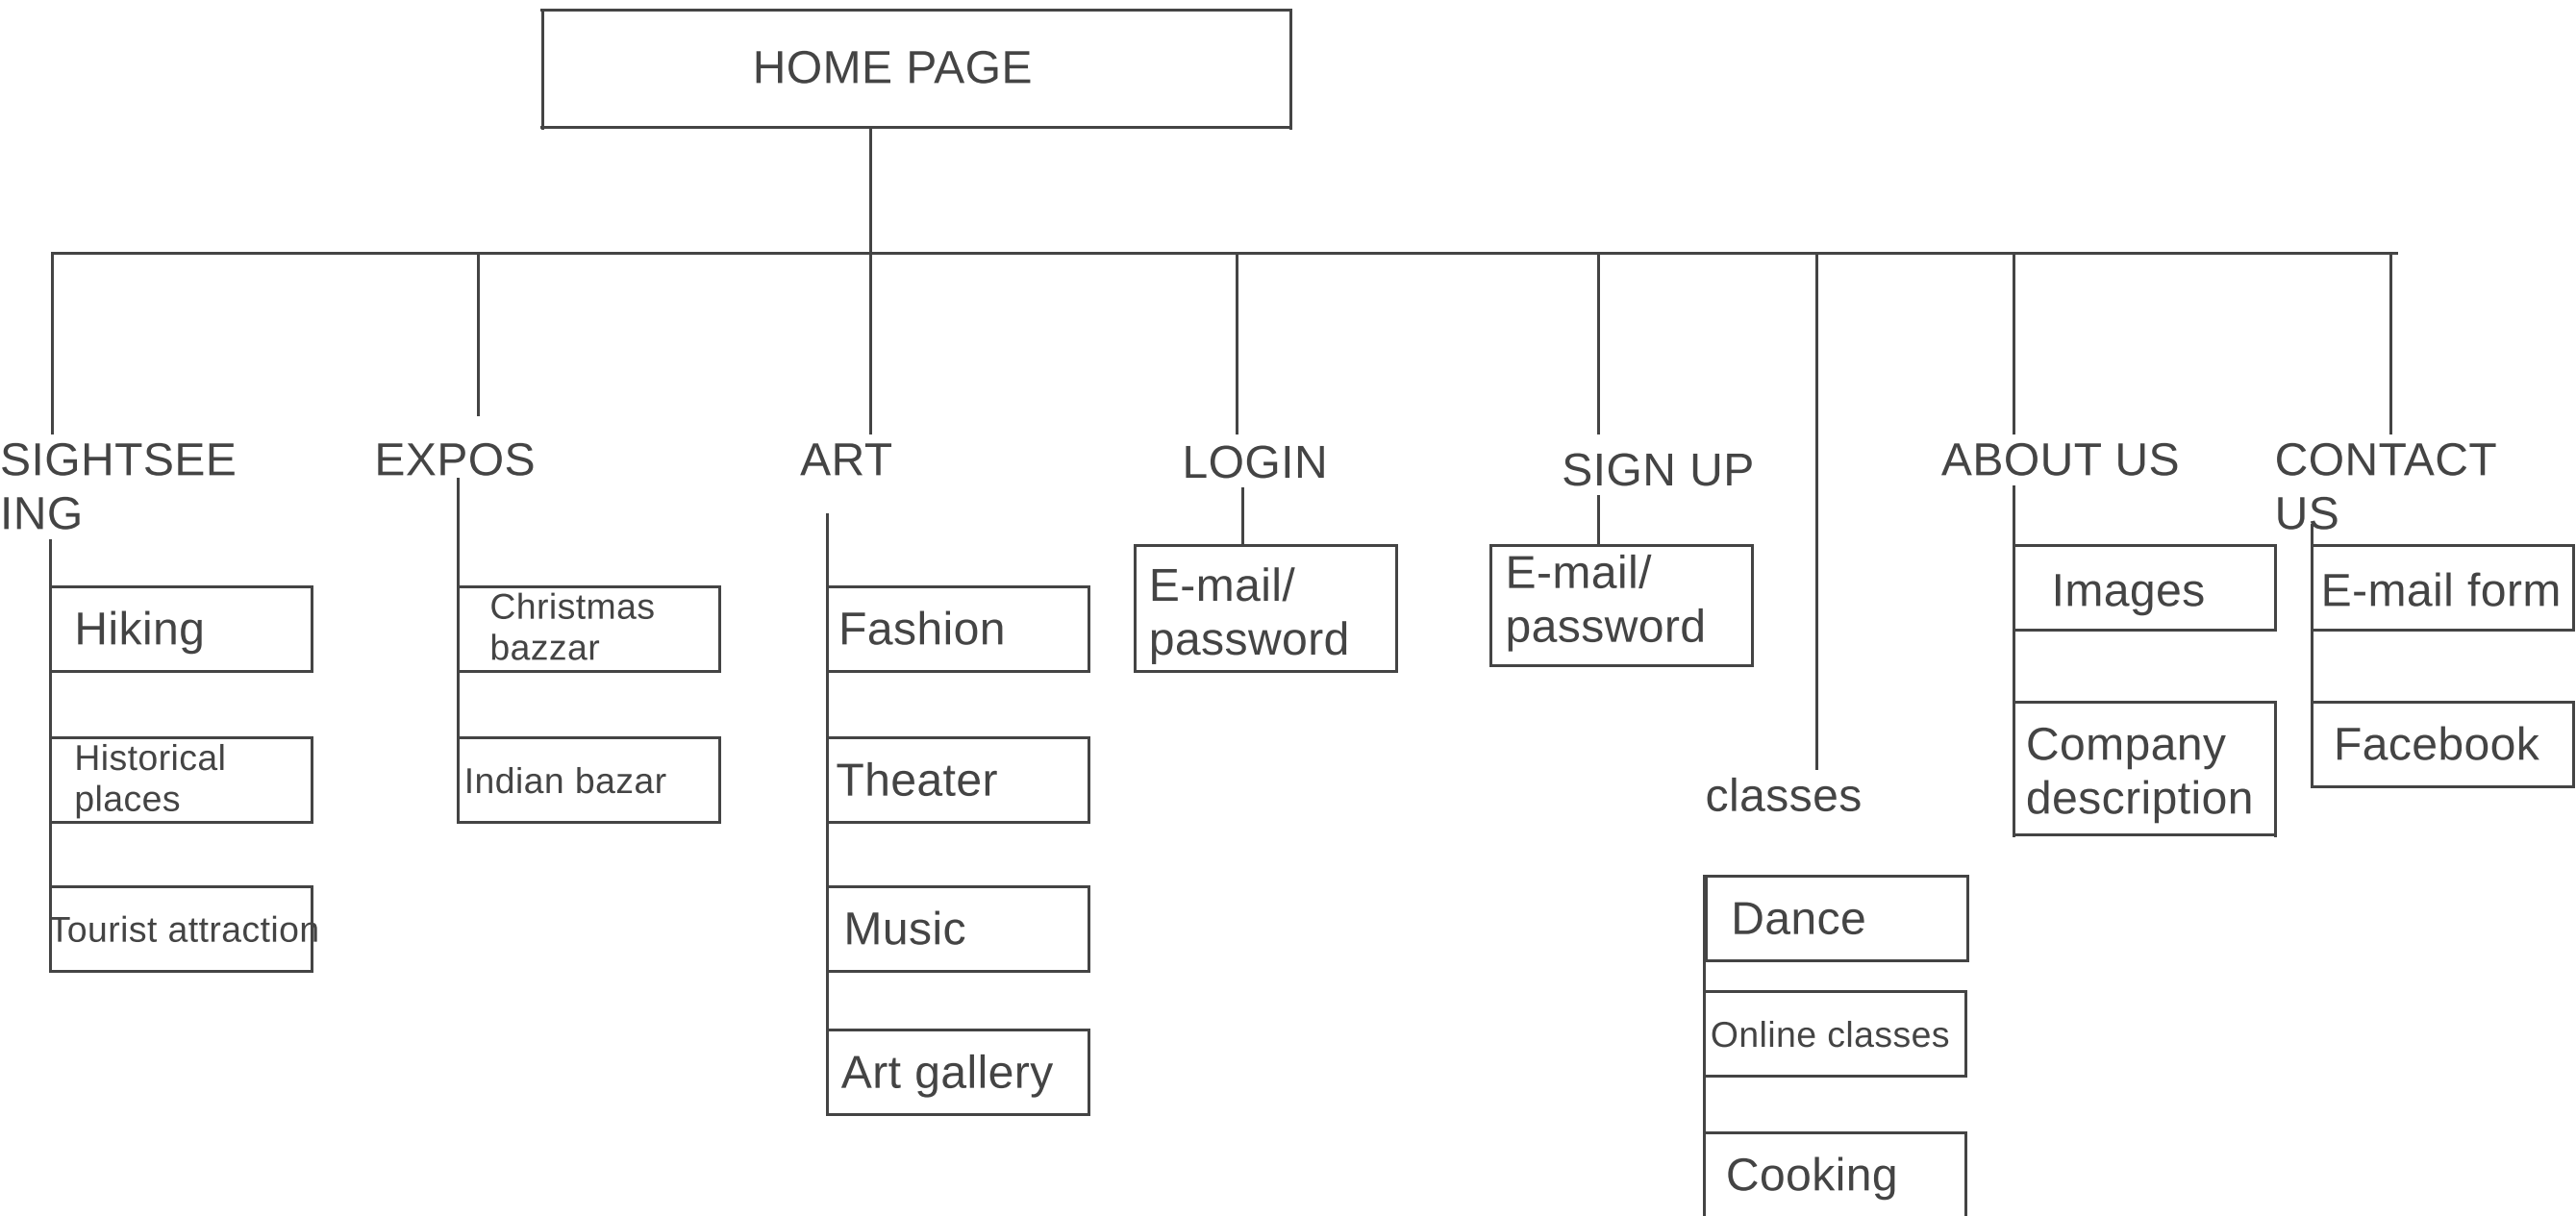 HOME PAGE
SIGHTSEE
ING
Hiking
Historical
places
Tourist attraction
EXPOS
Christmas
bazzar
Indian bazar
ART
Fashion
Theater
Music
Art gallery
LOGIN
E-mail/
password
SIGN UP
E-mail/
password
classes
Dance
Online classes
Cooking
ABOUT US
Images
Company
description
CONTACT
US
E-mail form
Facebook